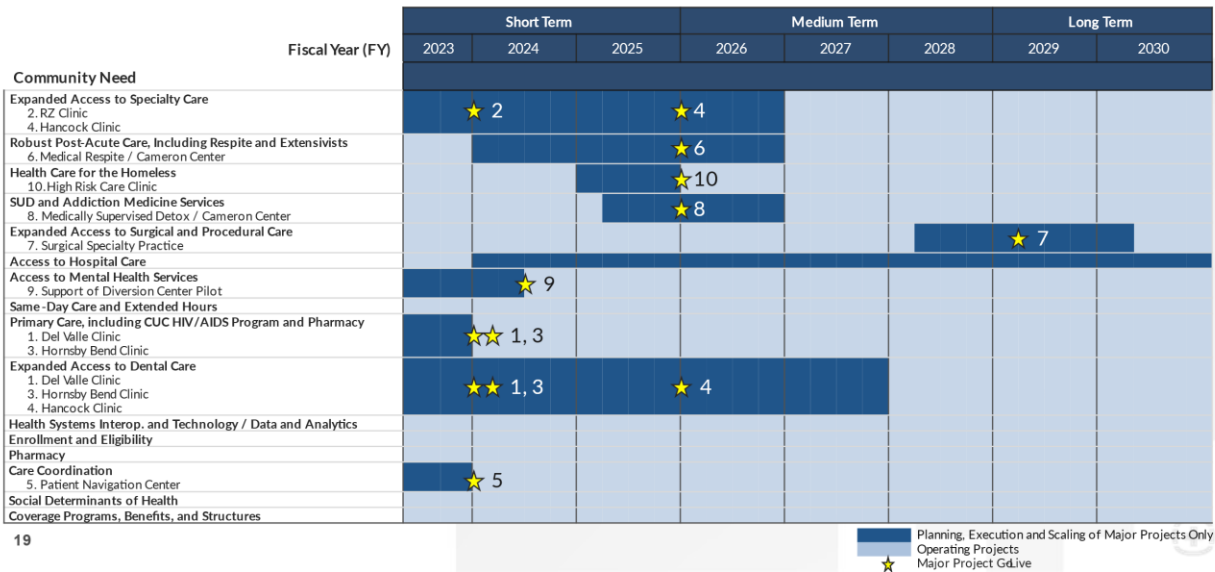 Short Term Medium Term Long Term
Fiscal Year (FY) 2023 2024 2025 2026 2027 2028 2029 2030
Community Need
Expanded Access to Specialty Care
2. RZ Clinic
4. Hancock Clinic
2 4
Robust Post-Acute Care, Including Respite and Extensivists
6. Medical Respite / Cameron Center
6
Health Care for the Homeless
10. High Risk Care Clinic
10
SUD and Addiction Medicine Services
8. Medically Supervised Detox / Cameron Center
8
Expanded Access to Surgical and Procedural Care
7. Surgical Specialty Practice
7
Access to Hospital Care
Access to Mental Health Services
9. Support of Diversion Center Pilot
9
Same-Day Care and Extended Hours
Primary Care, including CUC HIV/AIDS Program and Pharmacy
1. Del Valle Clinic
3. Hornsby Bend Clinic
1, 3
Expanded Access to Dental Care
1. Del Valle Clinic
3. Hornsby Bend Clinic
4. Hancock Clinic
1, 3 4
Health Systems Interop. and Technology / Data and Analytics
Enrollment and Eligibility
Pharmacy
Care Coordination
5. Patient Navigation Center
5
Social Determinants of Health
Coverage Programs, Benefits, and Structures
19
Planning, Execution and Scaling of Major Projects Only
Operating Projects
Major Project GoLive